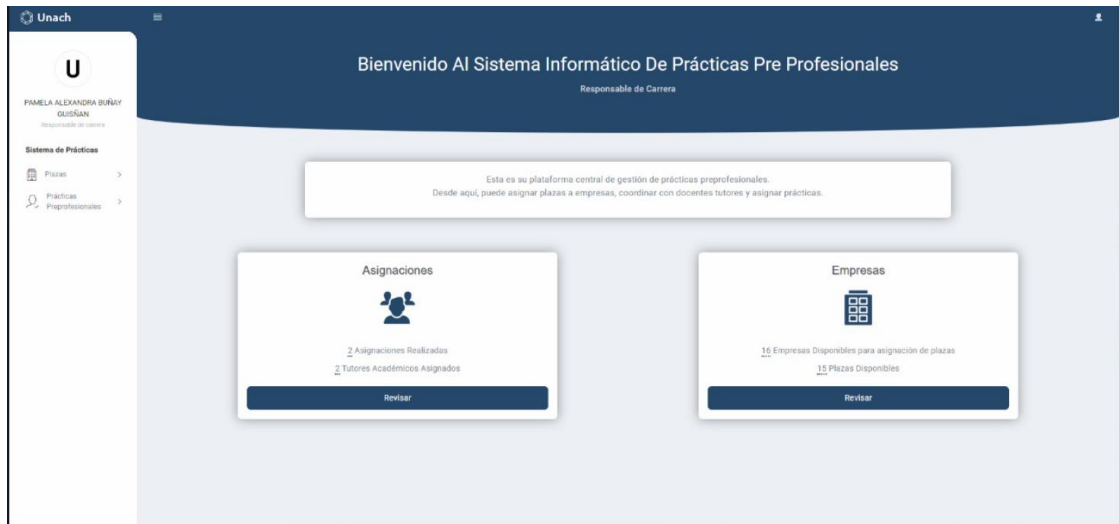 Unach
U
PAMELA ALEXANDRA BUÑAY
GUISÑAN
Responsable de carrera
Sistema de Prácticas
Plazas
Prácticas
Preprofesionales
Bienvenido Al Sistema Informático De Prácticas Pre Profesionales
Responsable de Carrera
Esta es su plataforma central de gestión de prácticas preprofesionales.
Desde aquí, puede asignar plazas a empresas, coordinar con docentes tutores y asignar prácticas.
Asignaciones
2 Asignaciones Realizadas
2 Tutores Académicos Asignados
Revisar
Empresas
16 Empresas Disponibles para asignación de plazas
15 Plazas Disponibles
Revisar